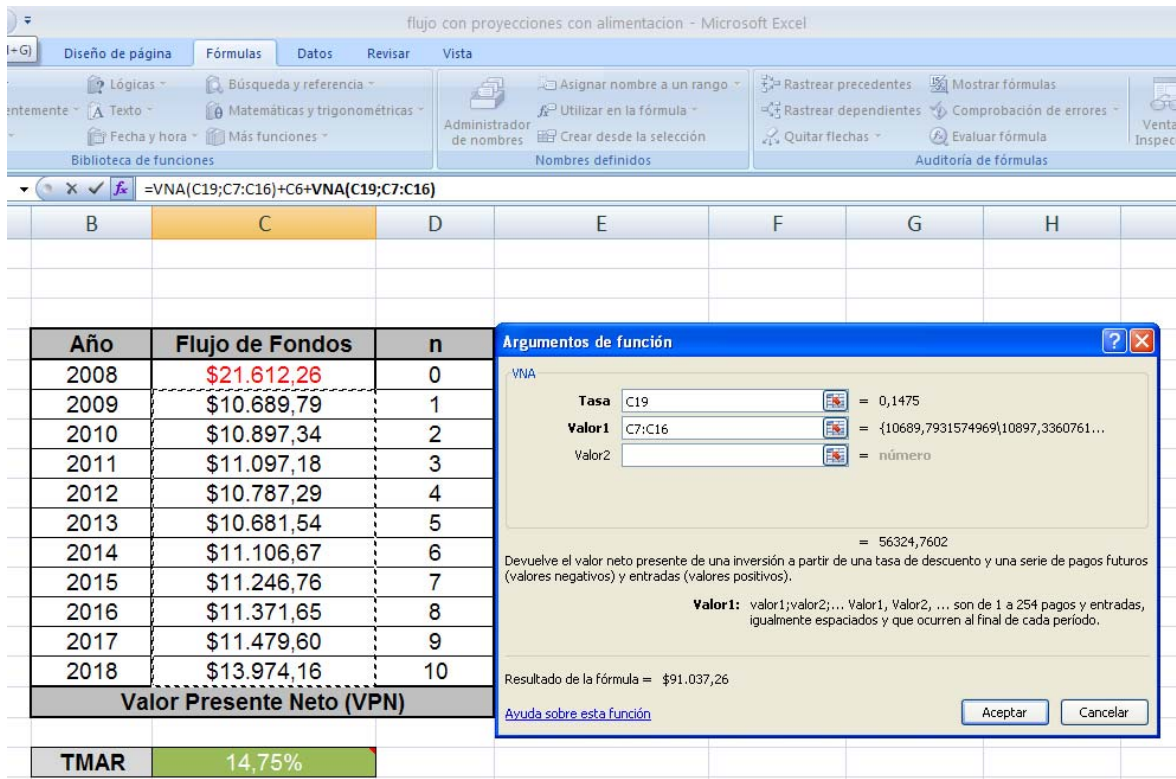 flujo con proyecciones con alimentacion - Microsoft Excel
Diseño de página Fórmulas Datos Revisar Vista
Lógicas Búsqueda y referencia Asignar nombre a un rango Rastrear precedentes Mostrar fórmulas
Texto Matemáticas y trigonométricas Utilizar en la fórmula Rastrear dependientes Comprobación de errores
Fecha y hora Más funciones Administrador de nombres Crear desde la selección Quitar flechas Evaluar fórmula
Biblioteca de funciones Nombres definidos Auditoría de fórmulas
fx =VNA(C19;C7:C16)+C6+VNA(C19;C7:C16)
B C D E F G H
Año Flujo de Fondos n
2008 $21.612,26 0
2009 $10.689,79 1
2010 $10.897,34 2
2011 $11.097,18 3
2012 $10.787,29 4
2013 $10.681,54 5
2014 $11.106,67 6
2015 $11.246,76 7
2016 $11.371,65 8
2017 $11.479,60 9
2018 $13.974,16 10
Valor Presente Neto (VPN)
TMAR 14,75%
Argumentos de función
VNA
Tasa C19 = 0,1475
Valor1 C7:C16 = {10689,7931574969\10897,3360761...
Valor2 = número
= 56324,7602
Devuelve el valor neto presente de una inversión a partir de una tasa de descuento y una serie de pagos futuros
(valores negativos) y entradas (valores positivos).
Valor1: valor1;valor2;... Valor1, Valor2, ... son de 1 a 254 pagos y entradas,
igualmente espaciados y que ocurren al final de cada período.
Resultado de la fórmula = $91.037,26
Ayuda sobre esta función Aceptar Cancelar